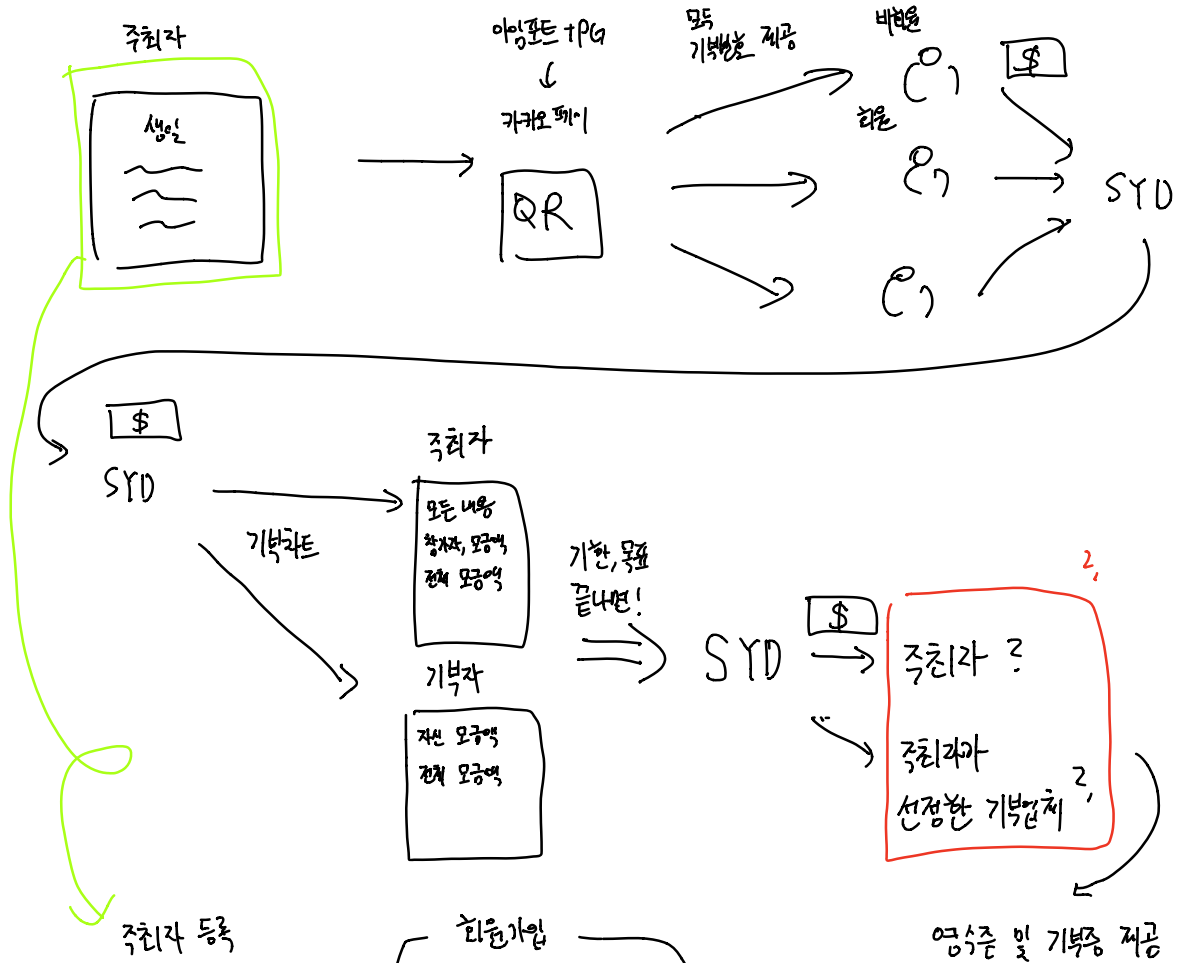 주최자
생일
아임포트 + PG
카카오페이
QR
모두
기부번호 제공
비회원
$
회원
SYD
$
SYD
기부차트
주최자
모든 내용
참가자, 모금액
전체 모금액
기부자
자신 모금액
전체 모금액
기한, 목표
끝나면!
SYD
$
?
주최자 ?
주최자가
선정한 기부업체 ?
주최자 등록
회원가입
영수증 및 기부증 제공